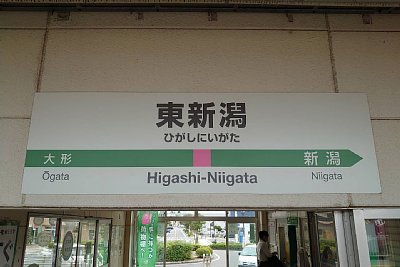 東新潟
ひがしにいがた
大形
新潟
Ōgata
Higashi-Niigata
Niigata